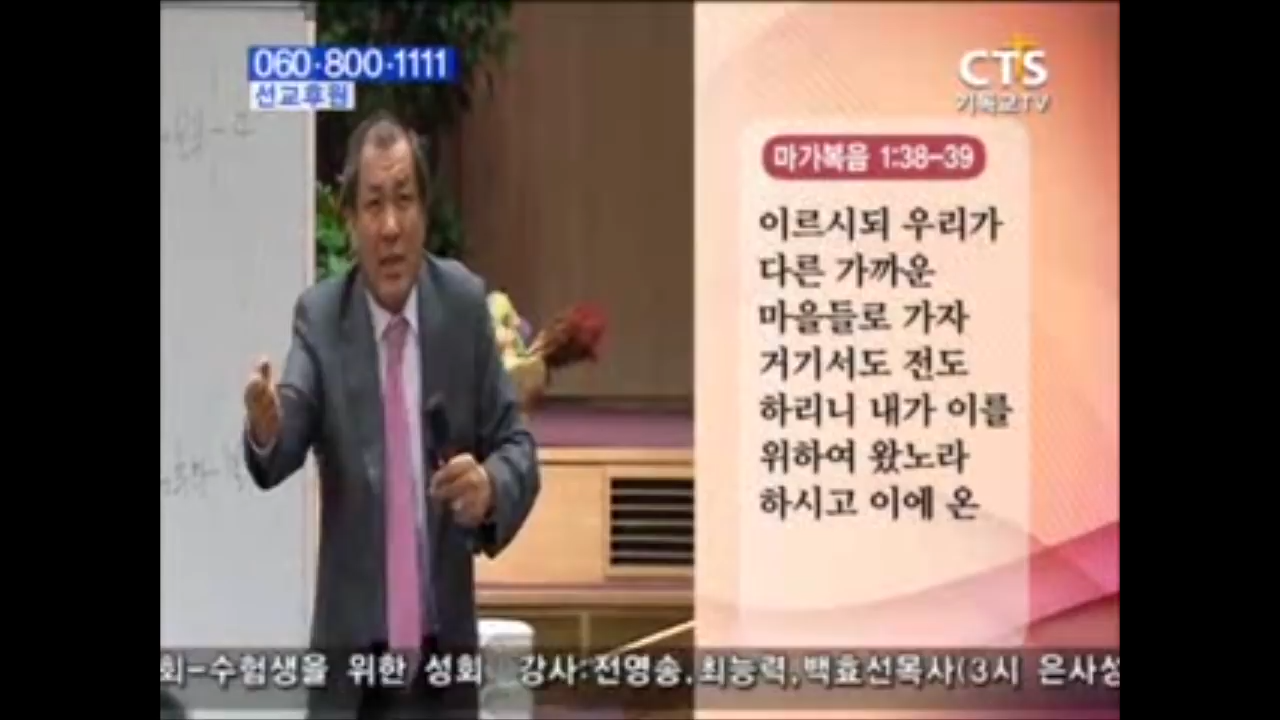 060·800·1111
선교후원
CTS
기독교TV
마가복음 1:38-39
이르시되 우리가
다른 가까운
마을들로 가자
거기서도 전도
하리니 내가 이를
위하여 왔노라
하시고 이에 온
회-수험생을 위한 성회 강사:전영송,최능력,백효선목사(3시 은사성